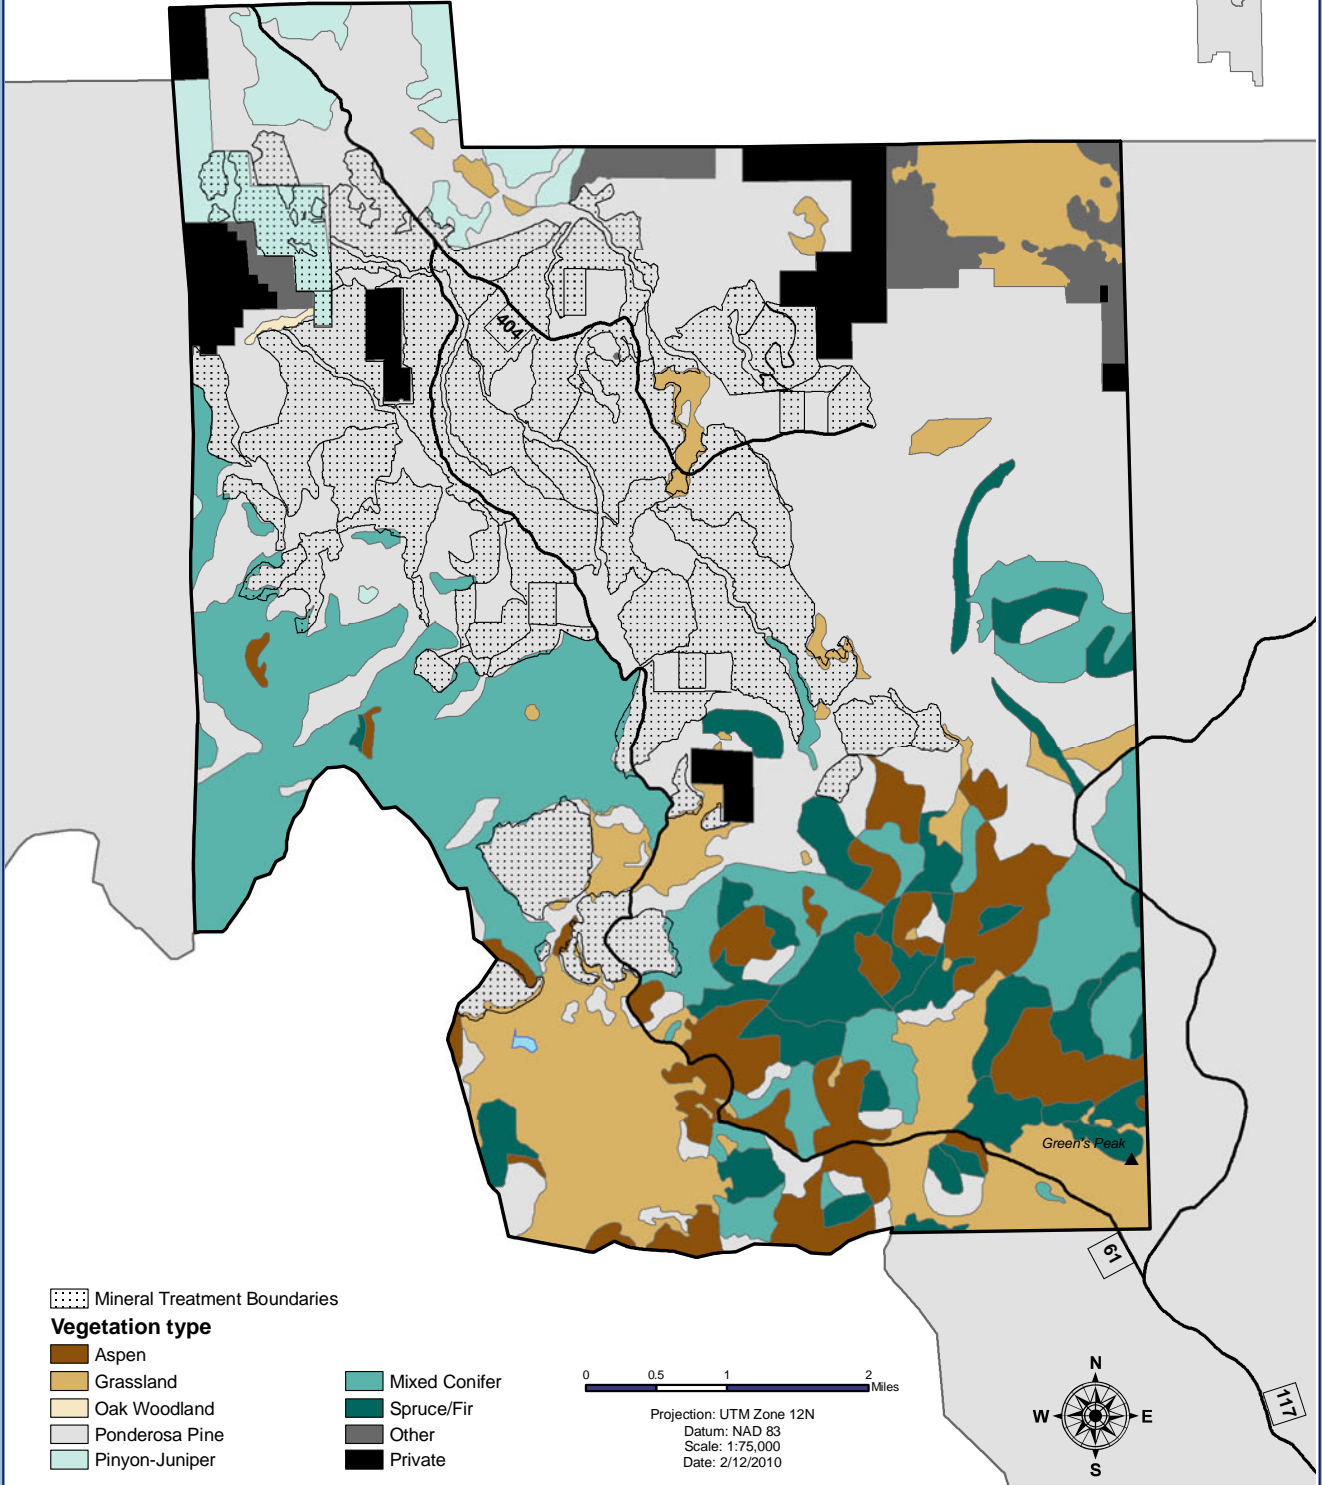 404
Green's Peak
61
117
Mineral Treatment Boundaries
Vegetation type
Aspen
Grassland
Oak Woodland
Ponderosa Pine
Pinyon-Juniper
Mixed Conifer
Spruce/Fir
Other
Private
0 0.5 1 2
Miles
Projection: UTM Zone 12N
Datum: NAD 83
Scale: 1:75,000
Date: 2/12/2010
N
W E
S